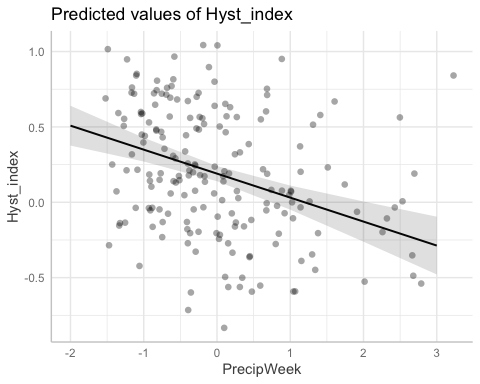 Predicted values of Hyst_index
1.0
0.5
0.0
-0.5
Hyst_index
-2 -1 0 1 2 3
PrecipWeek